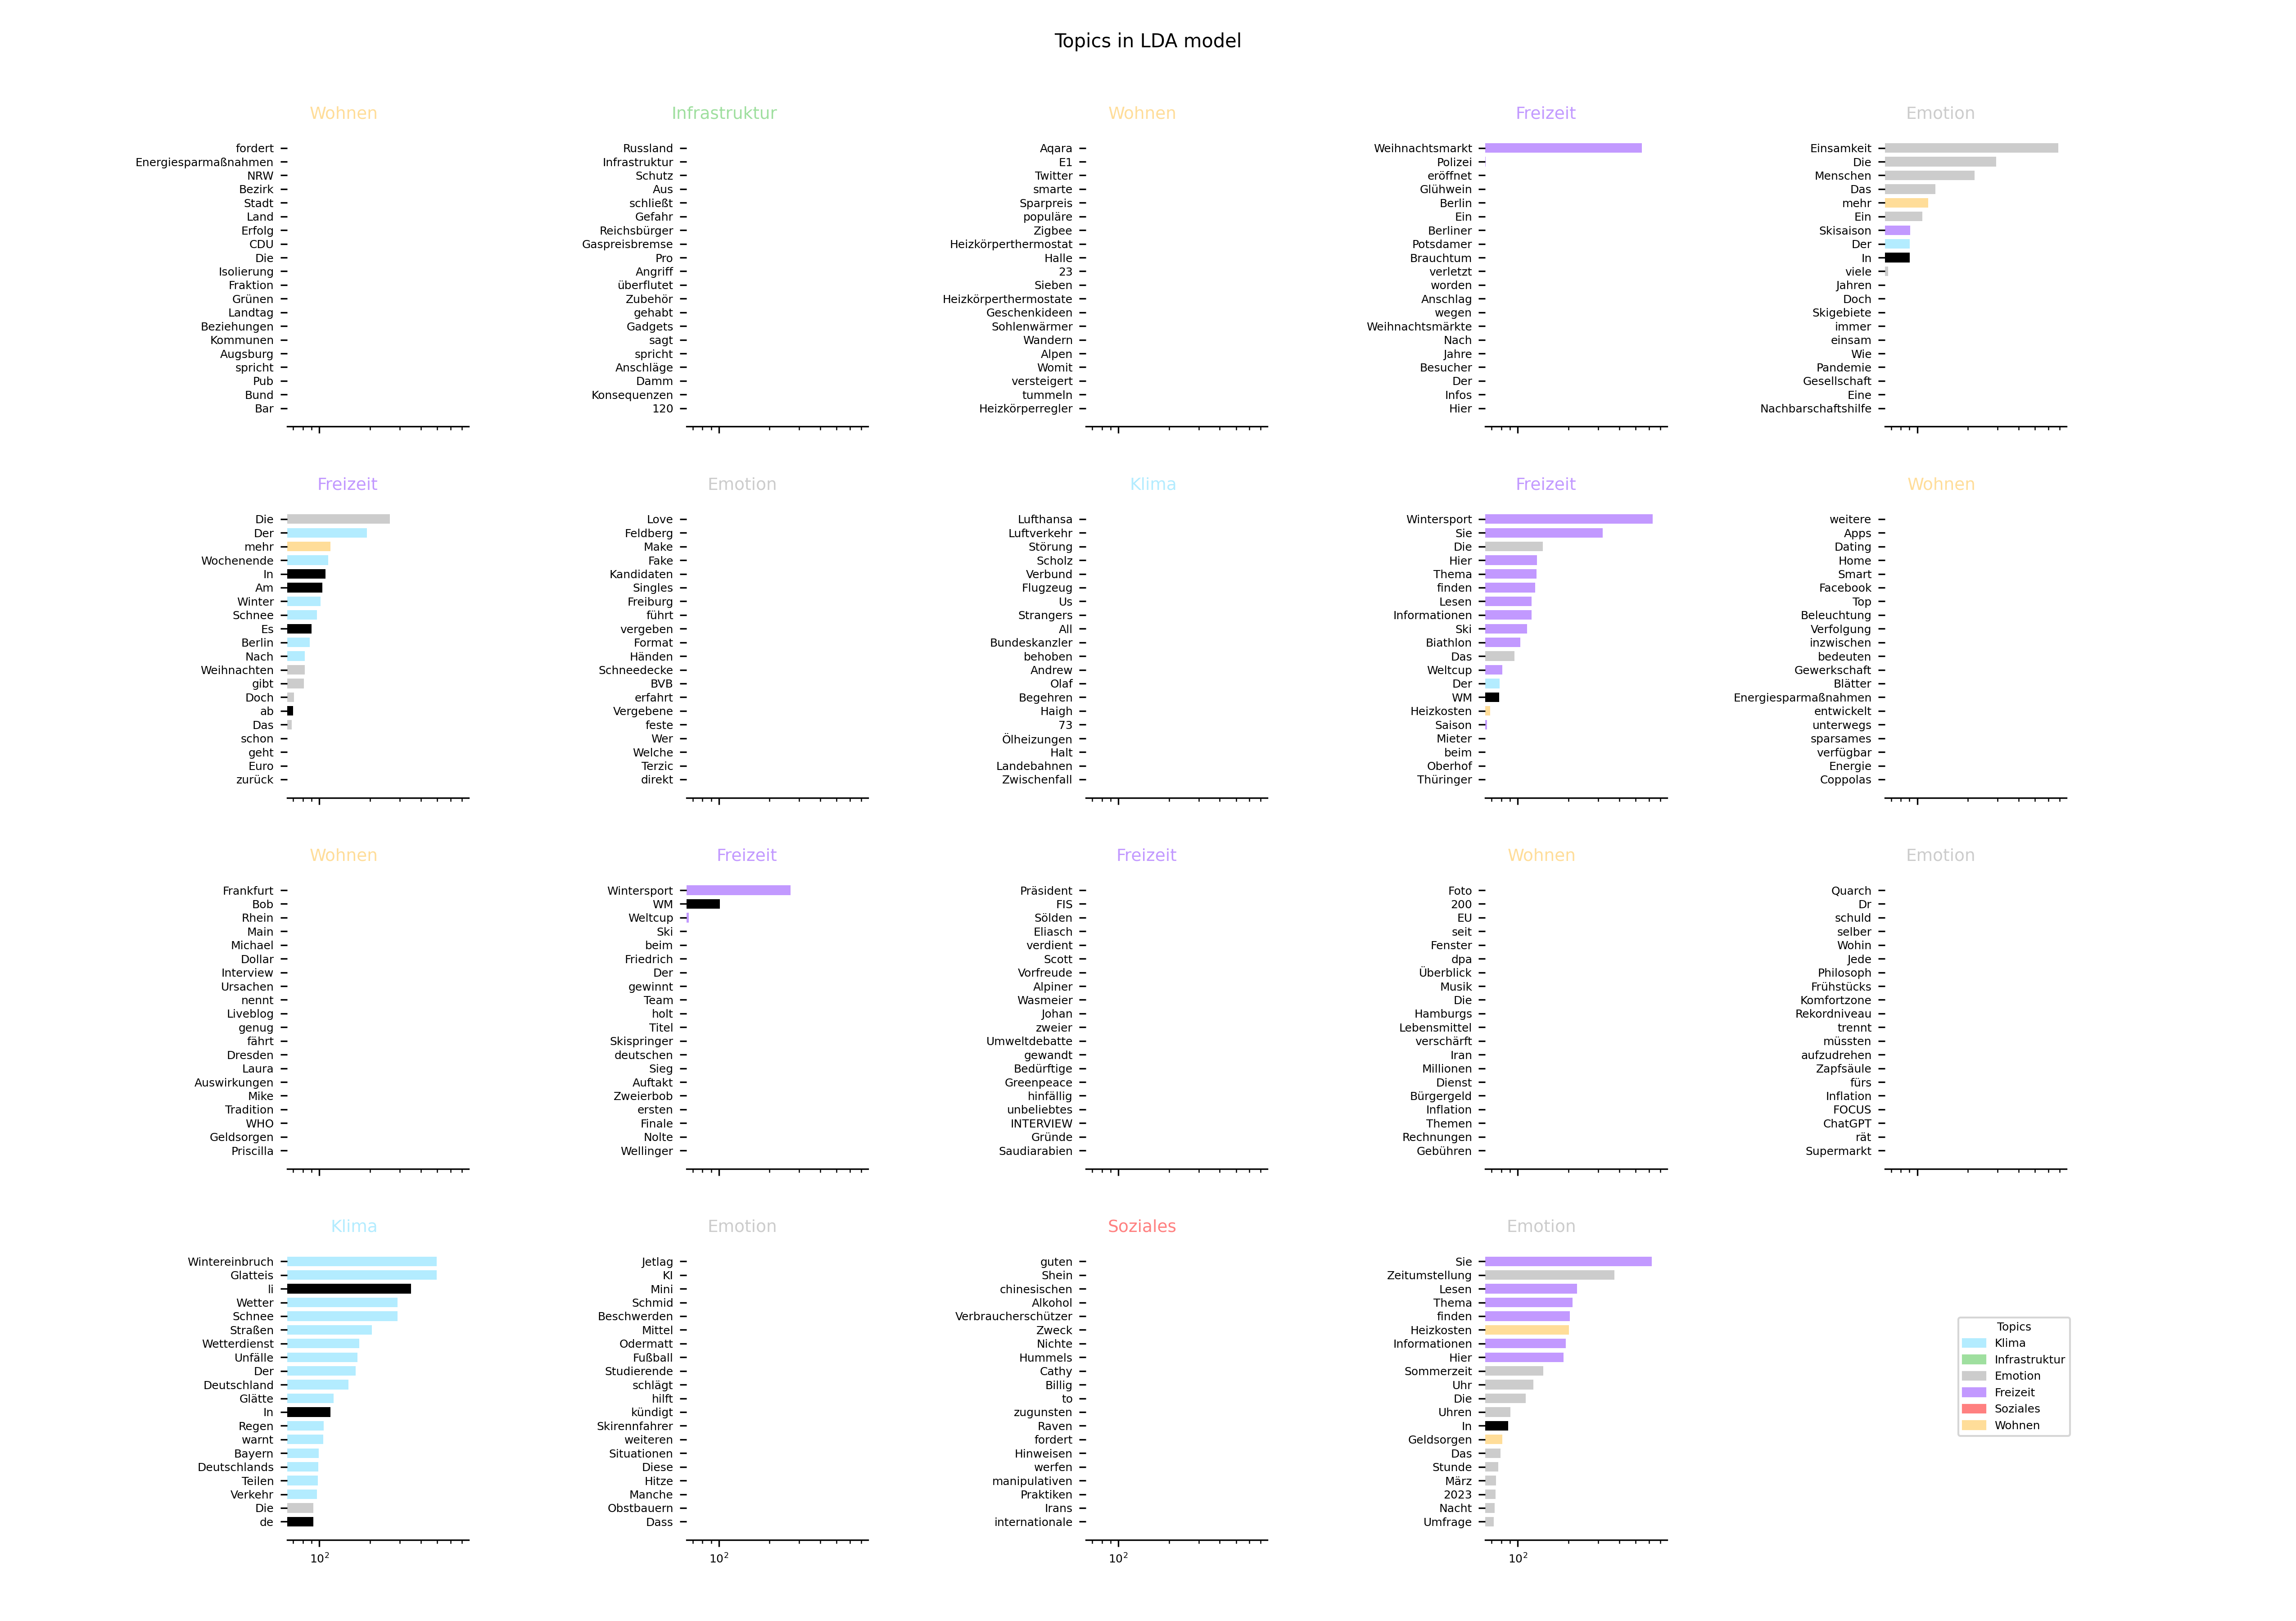 Topics in LDA model
Wohnen
fordert
Energiesparmaßnahmen
NRW
Bezirk
Stadt
Land
Erfolg
CDU
Die
Isolierung
Fraktion
Grünen
Landtag
Beziehungen
Kommunen
Augsburg
spricht
Pub
Bund
Bar
Infrastruktur
Russland
Infrastruktur
Schutz
Aus
schließt
Gefahr
Reichsbürger
Gaspreisbremse
Pro
Angriff
überflutet
Zubehör
gehabt
Gadgets
sagt
spricht
Anschläge
Damm
Konsequenzen
120
Wohnen
Aqara
E1
Twitter
smarte
Sparpreis
populäre
Zigbee
Heizkörperthermostat
Halle
23
Sieben
Heizkörperthermostate
Geschenkideen
Sohlenwärmer
Wandern
Alpen
Womit
versteigert
tummeln
Heizkörperregler
Freizeit
Weihnachtsmarkt
Polizei
eröffnet
Glühwein
Berlin
Ein
Berliner
Potsdamer
Brauchtum
verletzt
worden
Anschlag
wegen
Weihnachtsmärkte
Nach
Jahre
Besucher
Der
Infos
Hier
Emotion
Einsamkeit
Die
Menschen
Das
mehr
Ein
Skisaison
Der
In
viele
Jahren
Doch
Skigebiete
immer
einsam
Wie
Pandemie
Gesellschaft
Eine
Nachbarschaftshilfe
Freizeit
Die
Der
mehr
Wochenende
In
Am
Winter
Schnee
Es
Berlin
Nach
Weihnachten
gibt
Doch
ab
Das
schon
geht
Euro
zurück
Emotion
Love
Feldberg
Make
Fake
Kandidaten
Singles
Freiburg
führt
vergeben
Format
Händen
Schneedecke
BVB
erfahrt
Vergebene
feste
Wer
Welche
Terzic
direkt
Klima
Lufthansa
Luftverkehr
Störung
Scholz
Verbund
Flugzeug
Us
Strangers
All
Bundeskanzler
behoben
Andrew
Olaf
Begehren
Haigh
73
Ölheizungen
Halt
Landebahnen
Zwischenfall
Freizeit
Wintersport
Sie
Die
Hier
Thema
finden
Lesen
Informationen
Ski
Biathlon
Das
Weltcup
Der
WM
Heizkosten
Saison
Mieter
beim
Oberhof
Thüringer
Wohnen
weitere
Apps
Dating
Home
Smart
Facebook
Top
Beleuchtung
Verfolgung
inzwischen
bedeuten
Gewerkschaft
Blätter
Energiesparmaßnahmen
entwickelt
unterwegs
sparsames
verfügbar
Energie
Coppolas
Wohnen
Frankfurt
Bob
Rhein
Main
Michael
Dollar
Interview
Ursachen
nennt
Liveblog
genug
fährt
Dresden
Laura
Auswirkungen
Mike
Tradition
WHO
Geldsorgen
Priscilla
Freizeit
Wintersport
WM
Weltcup
Ski
beim
Friedrich
Der
gewinnt
Team
holt
Titel
Skispringer
deutschen
Sieg
Auftakt
Zweierbob
ersten
Finale
Nolte
Wellinger
Freizeit
Präsident
FIS
Sölden
Eliasch
verdient
Scott
Vorfreude
Alpiner
Wasmeier
Johan
zweier
Umweltdebatte
gewandt
Bedürftige
Greenpeace
hinfällig
unbeliebtes
INTERVIEW
Gründe
Saudiarabien
Wohnen
Foto
200
EU
seit
Fenster
dpa
Überblick
Musik
Die
Hamburgs
Lebensmittel
verschärft
Iran
Millionen
Dienst
Bürgergeld
Inflation
Themen
Rechnungen
Gebühren
Emotion
Quarch
Dr
schuld
selber
Wohin
Jede
Philosoph
Frühstücks
Komfortzone
Rekordniveau
trennt
müssten
aufzudrehen
Zapfsäule
fürs
Inflation
FOCUS
ChatGPT
rät
Supermarkt
Klima
Wintereinbruch
Glatteis
li
Wetter
Schnee
Straßen
Wetterdienst
Unfälle
Der
Deutschland
Glätte
In
Regen
warnt
Bayern
Deutschlands
Teilen
Verkehr
Die
de
10²
Emotion
Jetlag
KI
Mini
Schmid
Beschwerden
Mittel
Odermatt
Fußball
Studierende
schlägt
hilft
kündigt
Skirennfahrer
weiteren
Situationen
Diese
Hitze
Manche
Obstbauern
Dass
10²
Soziales
guten
Shein
chinesischen
Alkohol
Verbraucherschützer
Zweck
Nichte
Hummels
Cathy
Billig
to
zugunsten
Raven
fordert
Hinweisen
werfen
manipulativen
Praktiken
Irans
internationale
10²
Emotion
Sie
Zeitumstellung
Lesen
Thema
finden
Heizkosten
Informationen
Hier
Sommerzeit
Uhr
Die
Uhren
In
Geldsorgen
Das
Stunde
März
2023
Nacht
Umfrage
10²
Topics
Klima
Infrastruktur
Emotion
Freizeit
Soziales
Wohnen